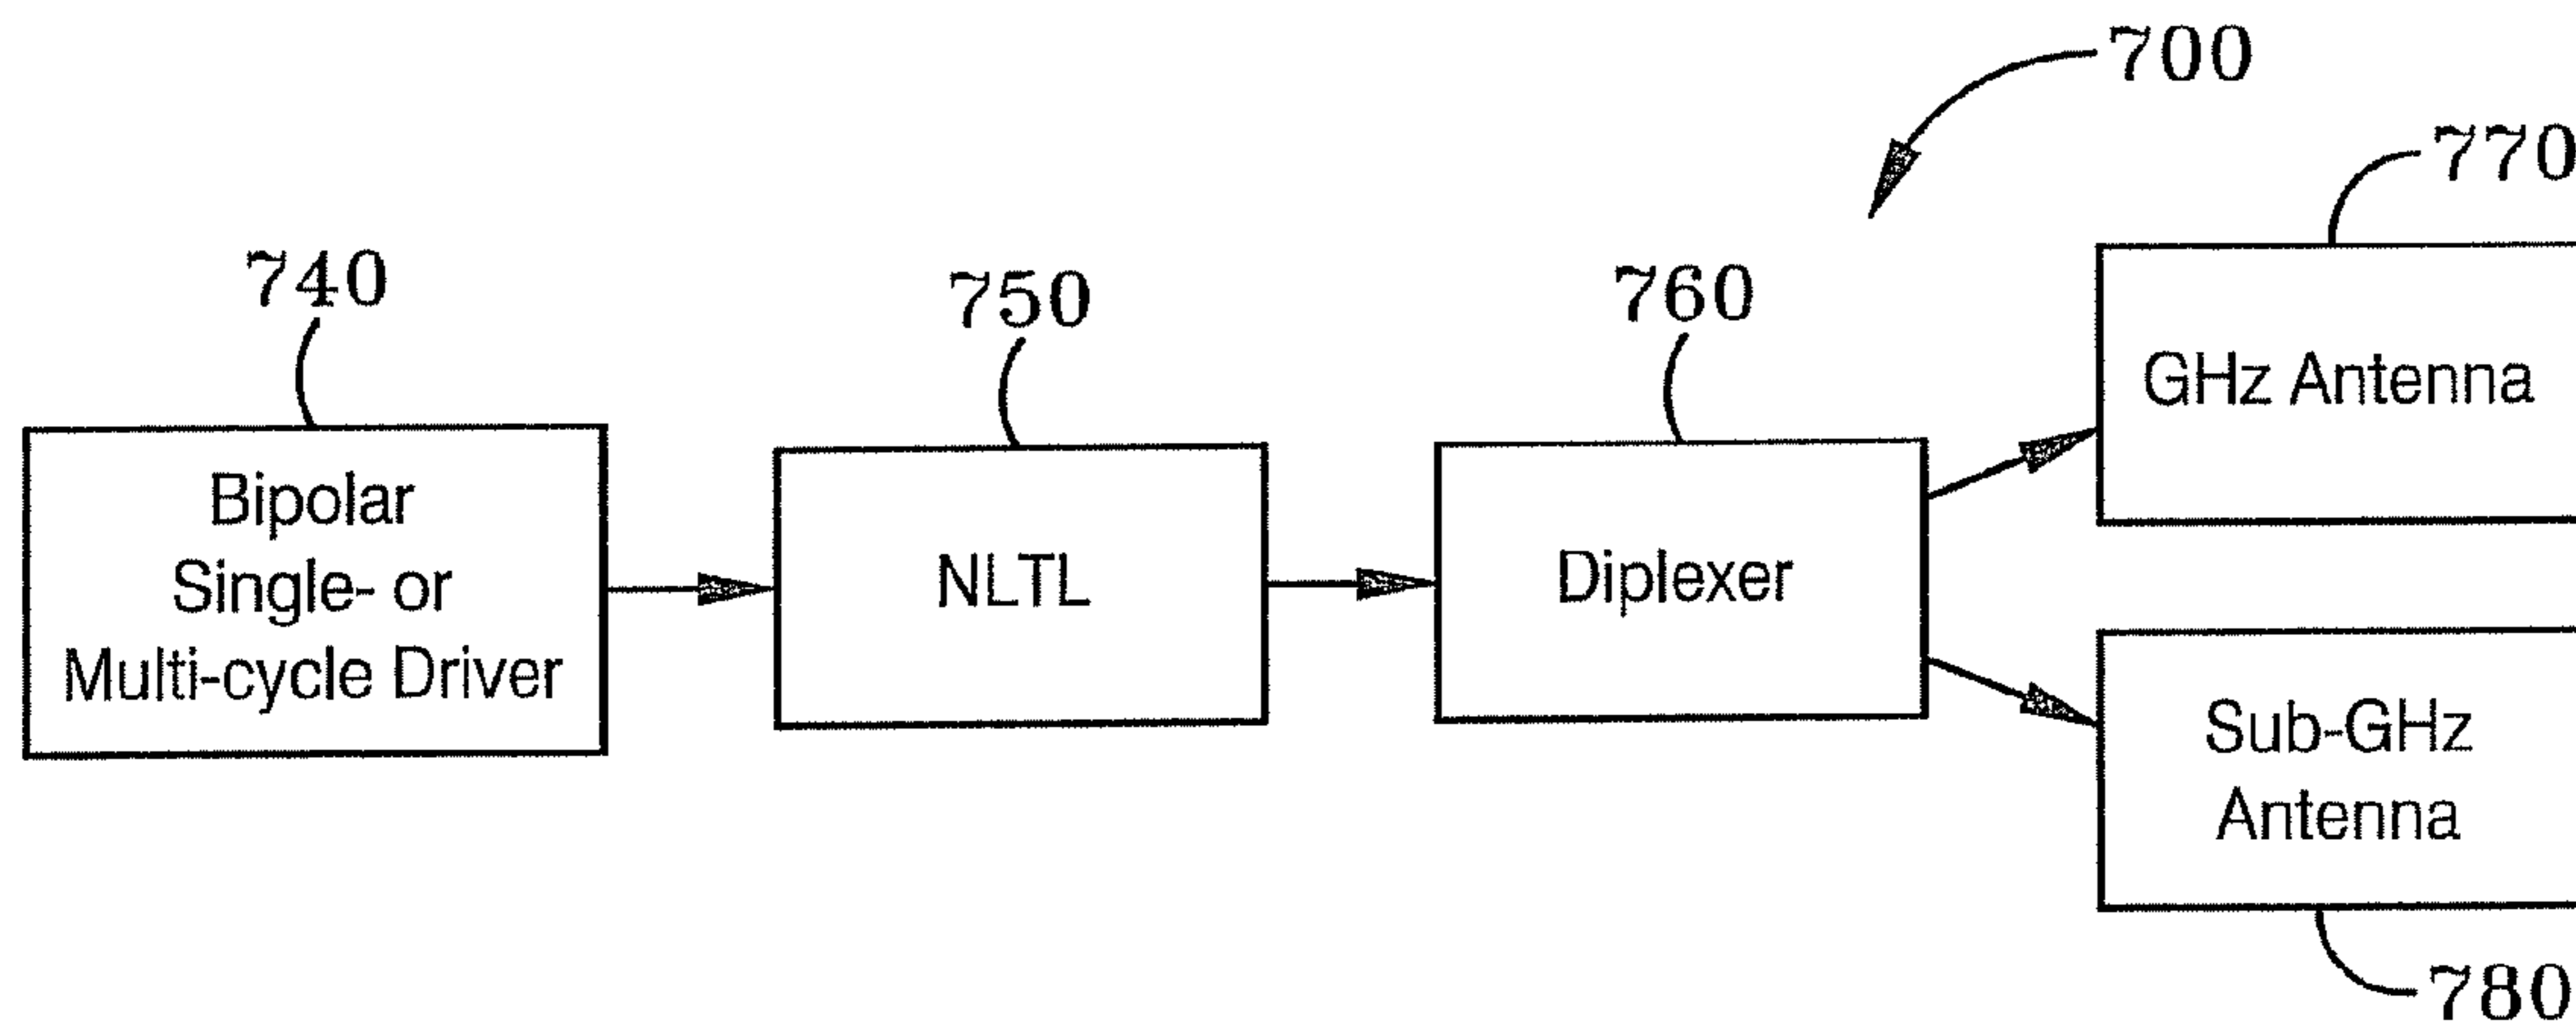 700
770
740
750
760
Bipolar
Single- or
Multi-cycle Driver
NLTL
Diplexer
GHz Antenna
Sub-GHz
Antenna
780